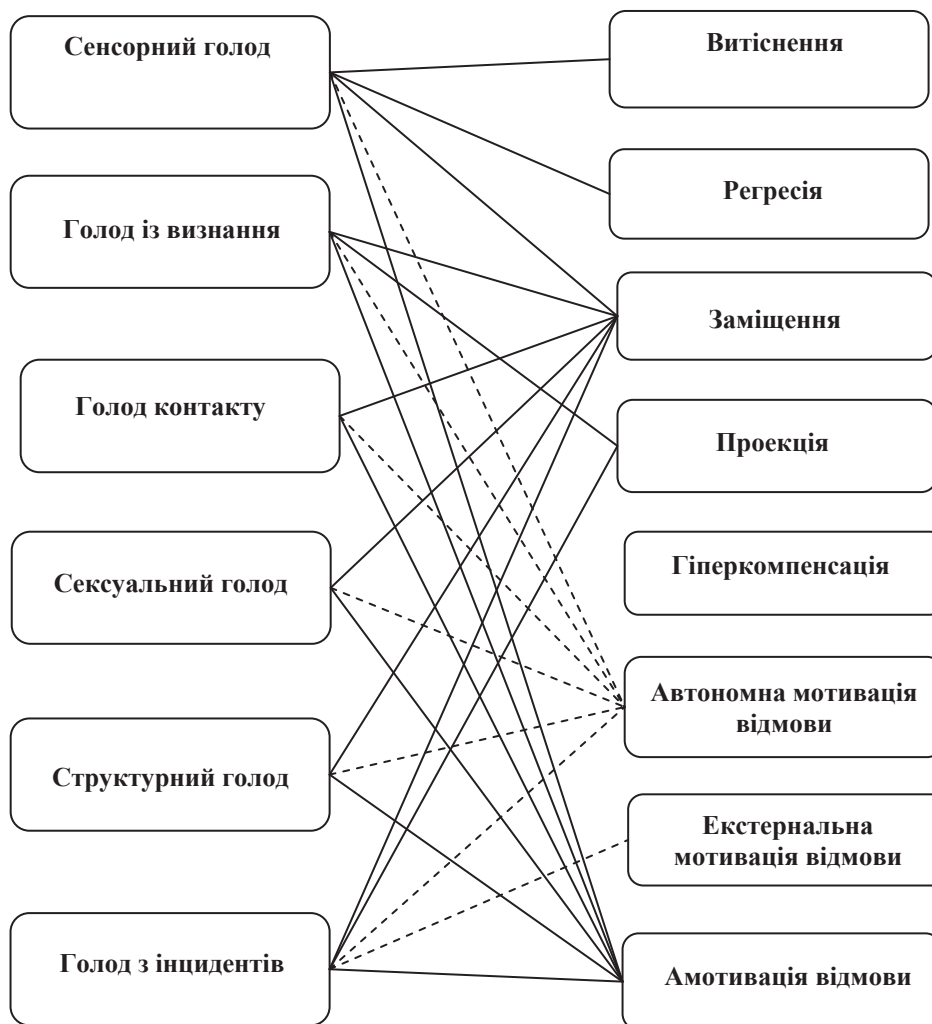 Сенсорний голод
Голод із визнання
Голод контакту
Сексуальний голод
Структурний голод
Голод з інцидентів
Витіснення
Регресія
Заміщення
Проекція
Гіперкомпенсація
Автономна мотивація
відмови
Екстернальна
мотивація відмови
Амотивація відмови